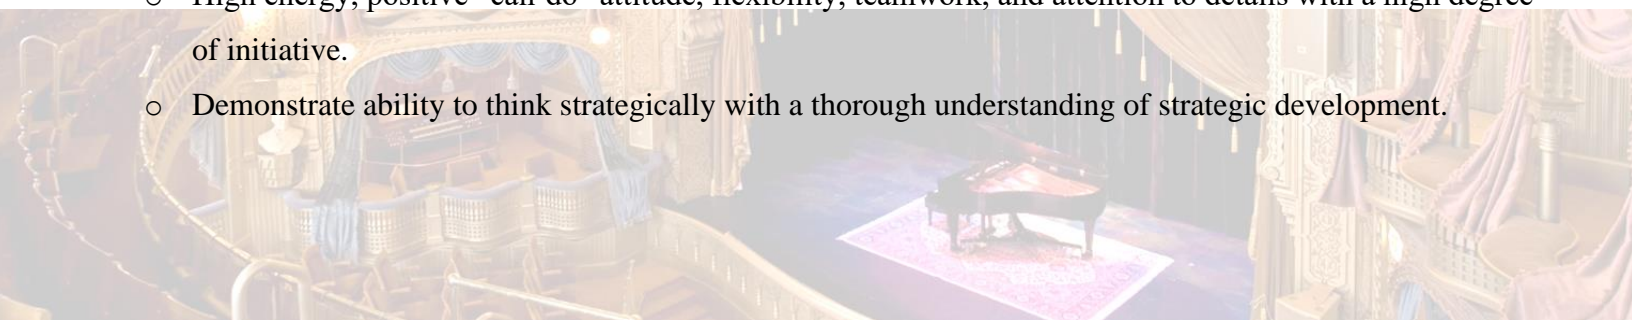 o High energy, positive "can-do" attitude, flexibility, teamwork, and attention to details with a high degree
of initiative.
o Demonstrate ability to think strategically with a thorough understanding of strategic development.